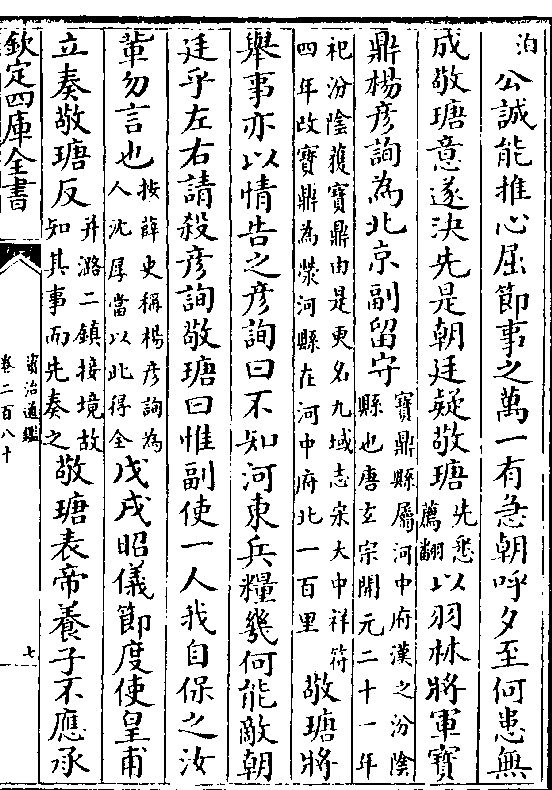 泊
公誠能推心屈節事之萬一有急朝呼夕至何患無
成敬瑭意遂決先是朝廷疑敬瑭先悉薦翻以羽林將軍寶
鼎楊彦詢為北京副留守寶鼎縣屬河中府漢之汾陰縣也唐玄宗開元二十一年
祀汾陰獲寶鼎由是更名九域志宋大中祥符四年改寶鼎為滎河縣在河中府北一百里敬瑭將
舉事亦以情告之彦詢曰不知河東兵糧幾何能敵朝
廷乎左右請殺彦詢敬瑭曰惟副使一人我自保之汝
軰勿言也按薛史稱楊彦詢為人沈厚當以此得全戊戌昭儀節度使皇甫
立奏敬瑭反并潞二鎮接境故知其事而先奏之敬瑭表帝養子不應承
欽定四庫全書
資治通鑑
卷二百八十
七